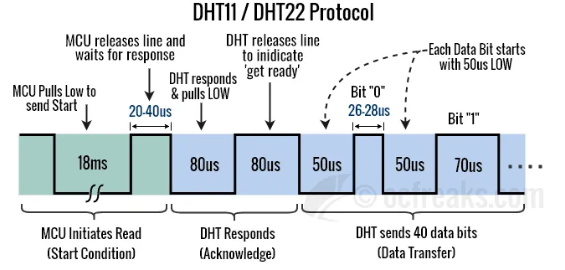 DHT11 / DHT22 Protocol
MCU releases line and
waits for response
DHT releases line
to inidicate
'get ready'
Each Data Bit starts
with 50us LOW
MCU Pulls Low to
send Start
DHT responds
& pulls LOW
20-40us
Bit "0"
26-28us
Bit "1"
18ms
80us
80us
50us
50us
70us
© ocfreaks.com
MCU Initiates Read
(Start Condition)
DHT Responds
(Acknowledge)
DHT sends 40 data bits
(Data Transfer)